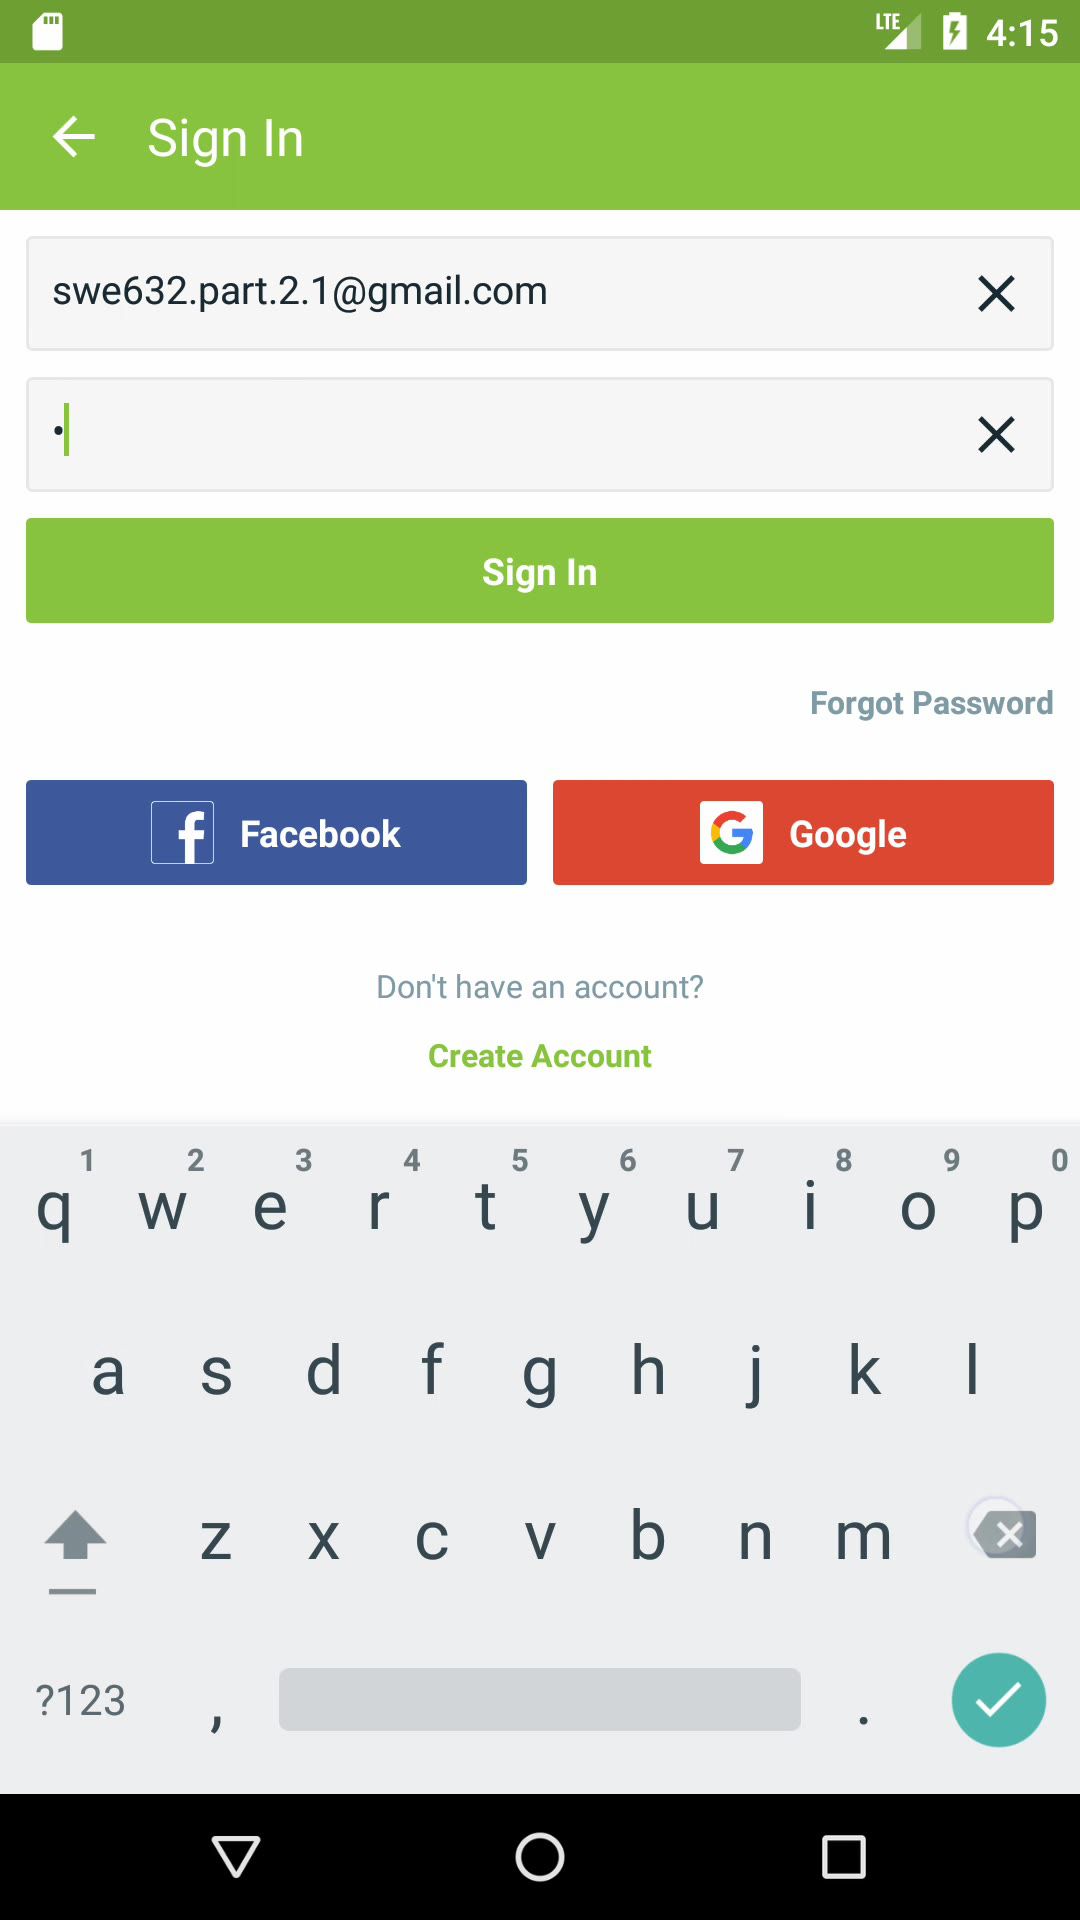 LTE 4:15
Sign In
swe632.part.2.1@gmail.com
•
Sign In
Forgot Password
Facebook Google
Don't have an account?
Create Account
1 2 3 4 5 6 7 8 9 0
q w e r t y u i o p
a s d f g h j k l
z x c v b n m
?123 , .